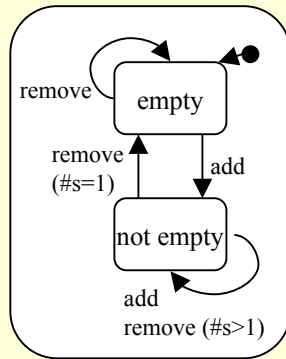 remove
empty
remove
(#s=1)
add
not empty
add
remove (#s>1)